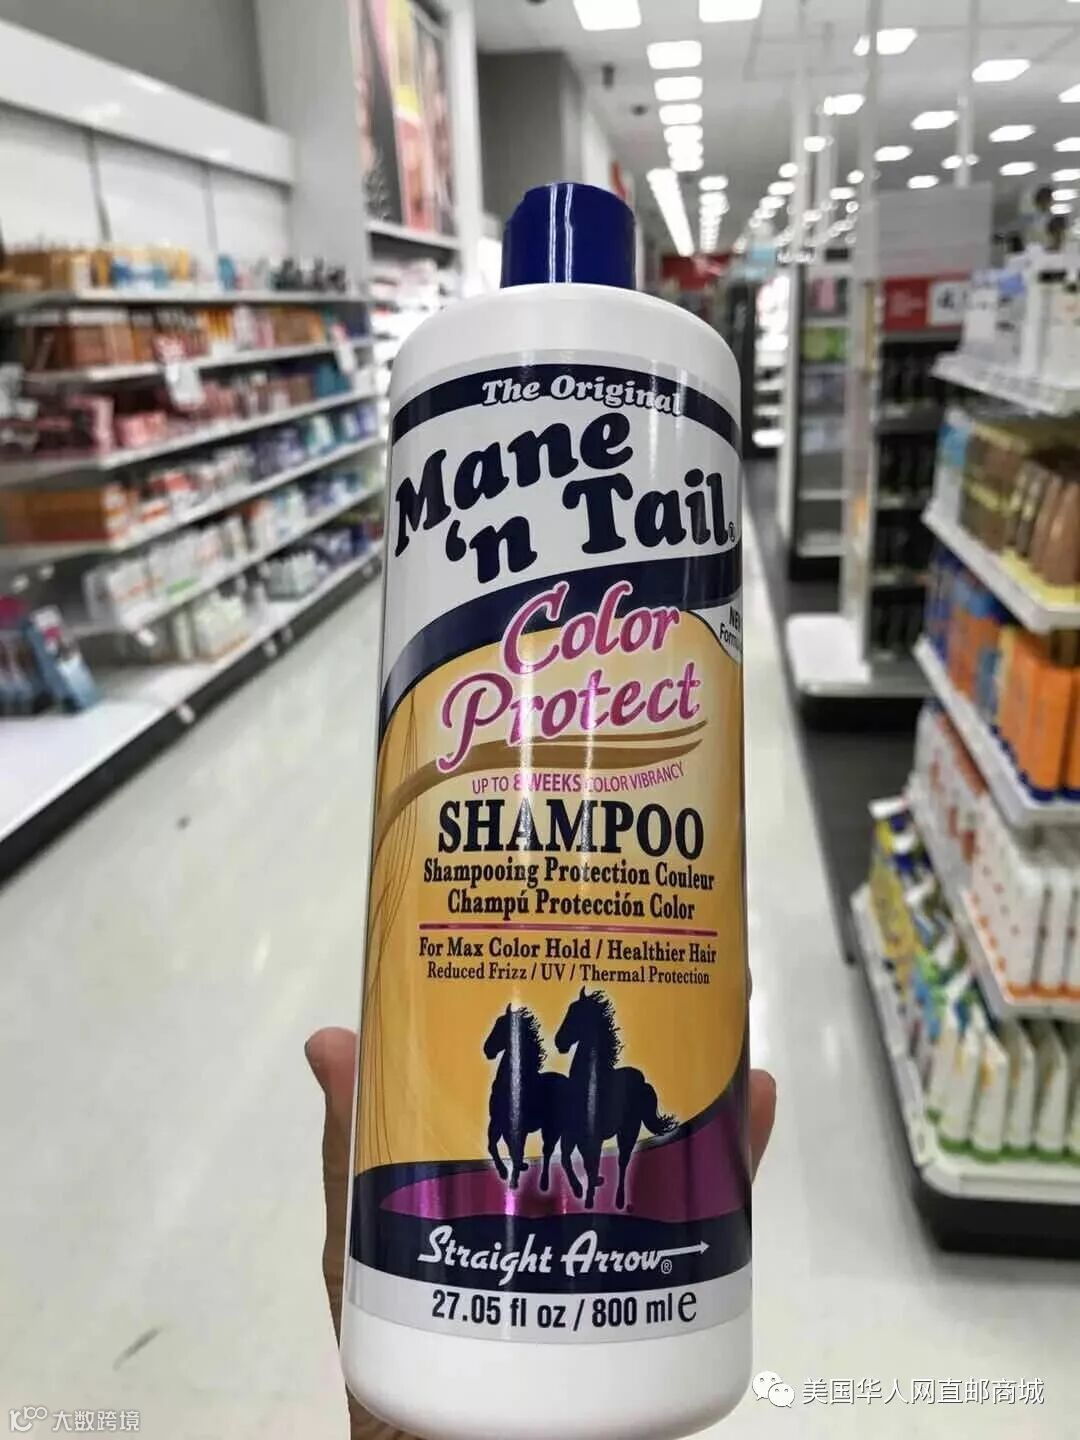 The Original
Mane
'n Tail®
Color
Protect
UP TO 8 WEEKS COLOR VIBRANCY
SHAMPOO
Shampooing Protection Couleur
Champú Protección Color
For Max Color Hold / Healthier Hair
Reduced Frizz / UV / Thermal Protection
Straight Arrow®
27.05 fl oz / 800 ml e
美国华人网直邮商城
大数跨境